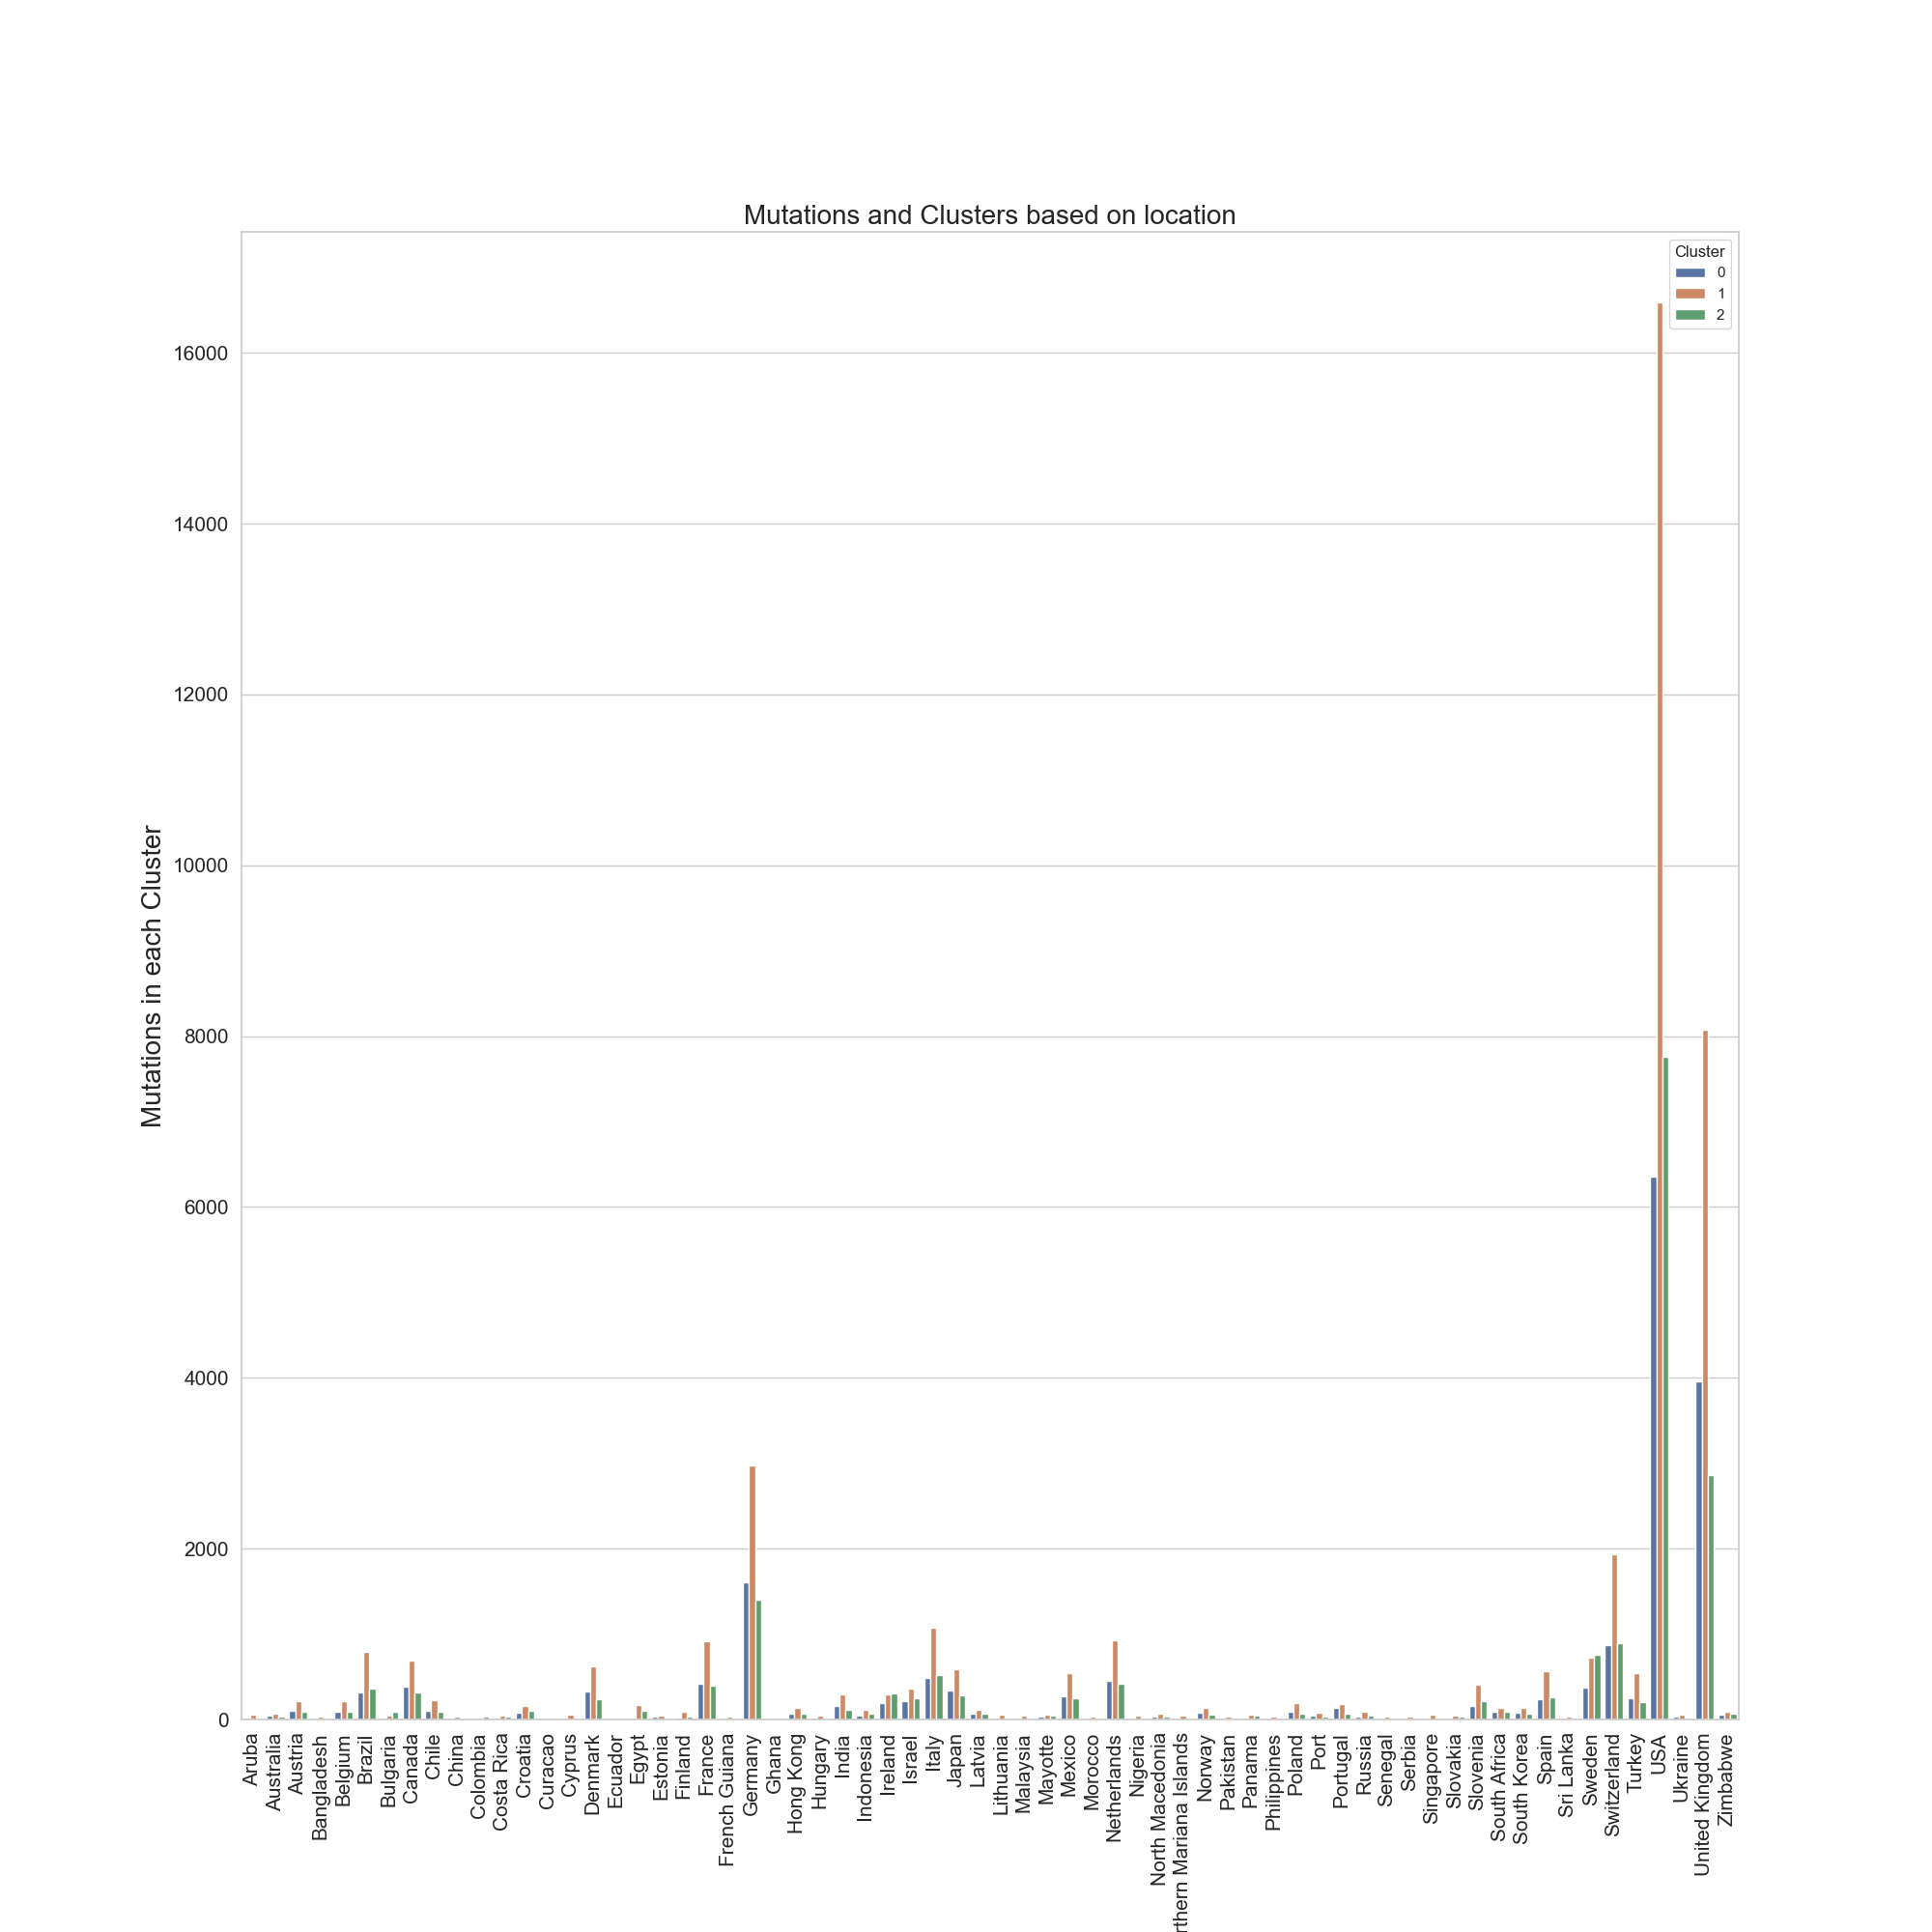 Mutations and Clusters based on location
Cluster
0
1
2
16000
14000
12000
10000
8000
6000
4000
2000
0
Mutations in each Cluster
Aruba
Australia
Austria
Bangladesh
Belgium
Brazil
Bulgaria
Canada
Chile
China
Colombia
Costa Rica
Croatia
Curacao
Cyprus
Denmark
Ecuador
Egypt
Estonia
Finland
France
French Guiana
Germany
Ghana
Hong Kong
Hungary
India
Indonesia
Ireland
Israel
Italy
Japan
Latvia
Lithuania
Malaysia
Mayotte
Mexico
Morocco
Netherlands
Nigeria
North Macedonia
rthern Mariana Islands
Norway
Pakistan
Panama
Philippines
Poland
Port
Portugal
Russia
Senegal
Serbia
Singapore
Slovakia
Slovenia
South Africa
South Korea
Spain
Sri Lanka
Sweden
Switzerland
Turkey
USA
Ukraine
United Kingdom
Zimbabwe